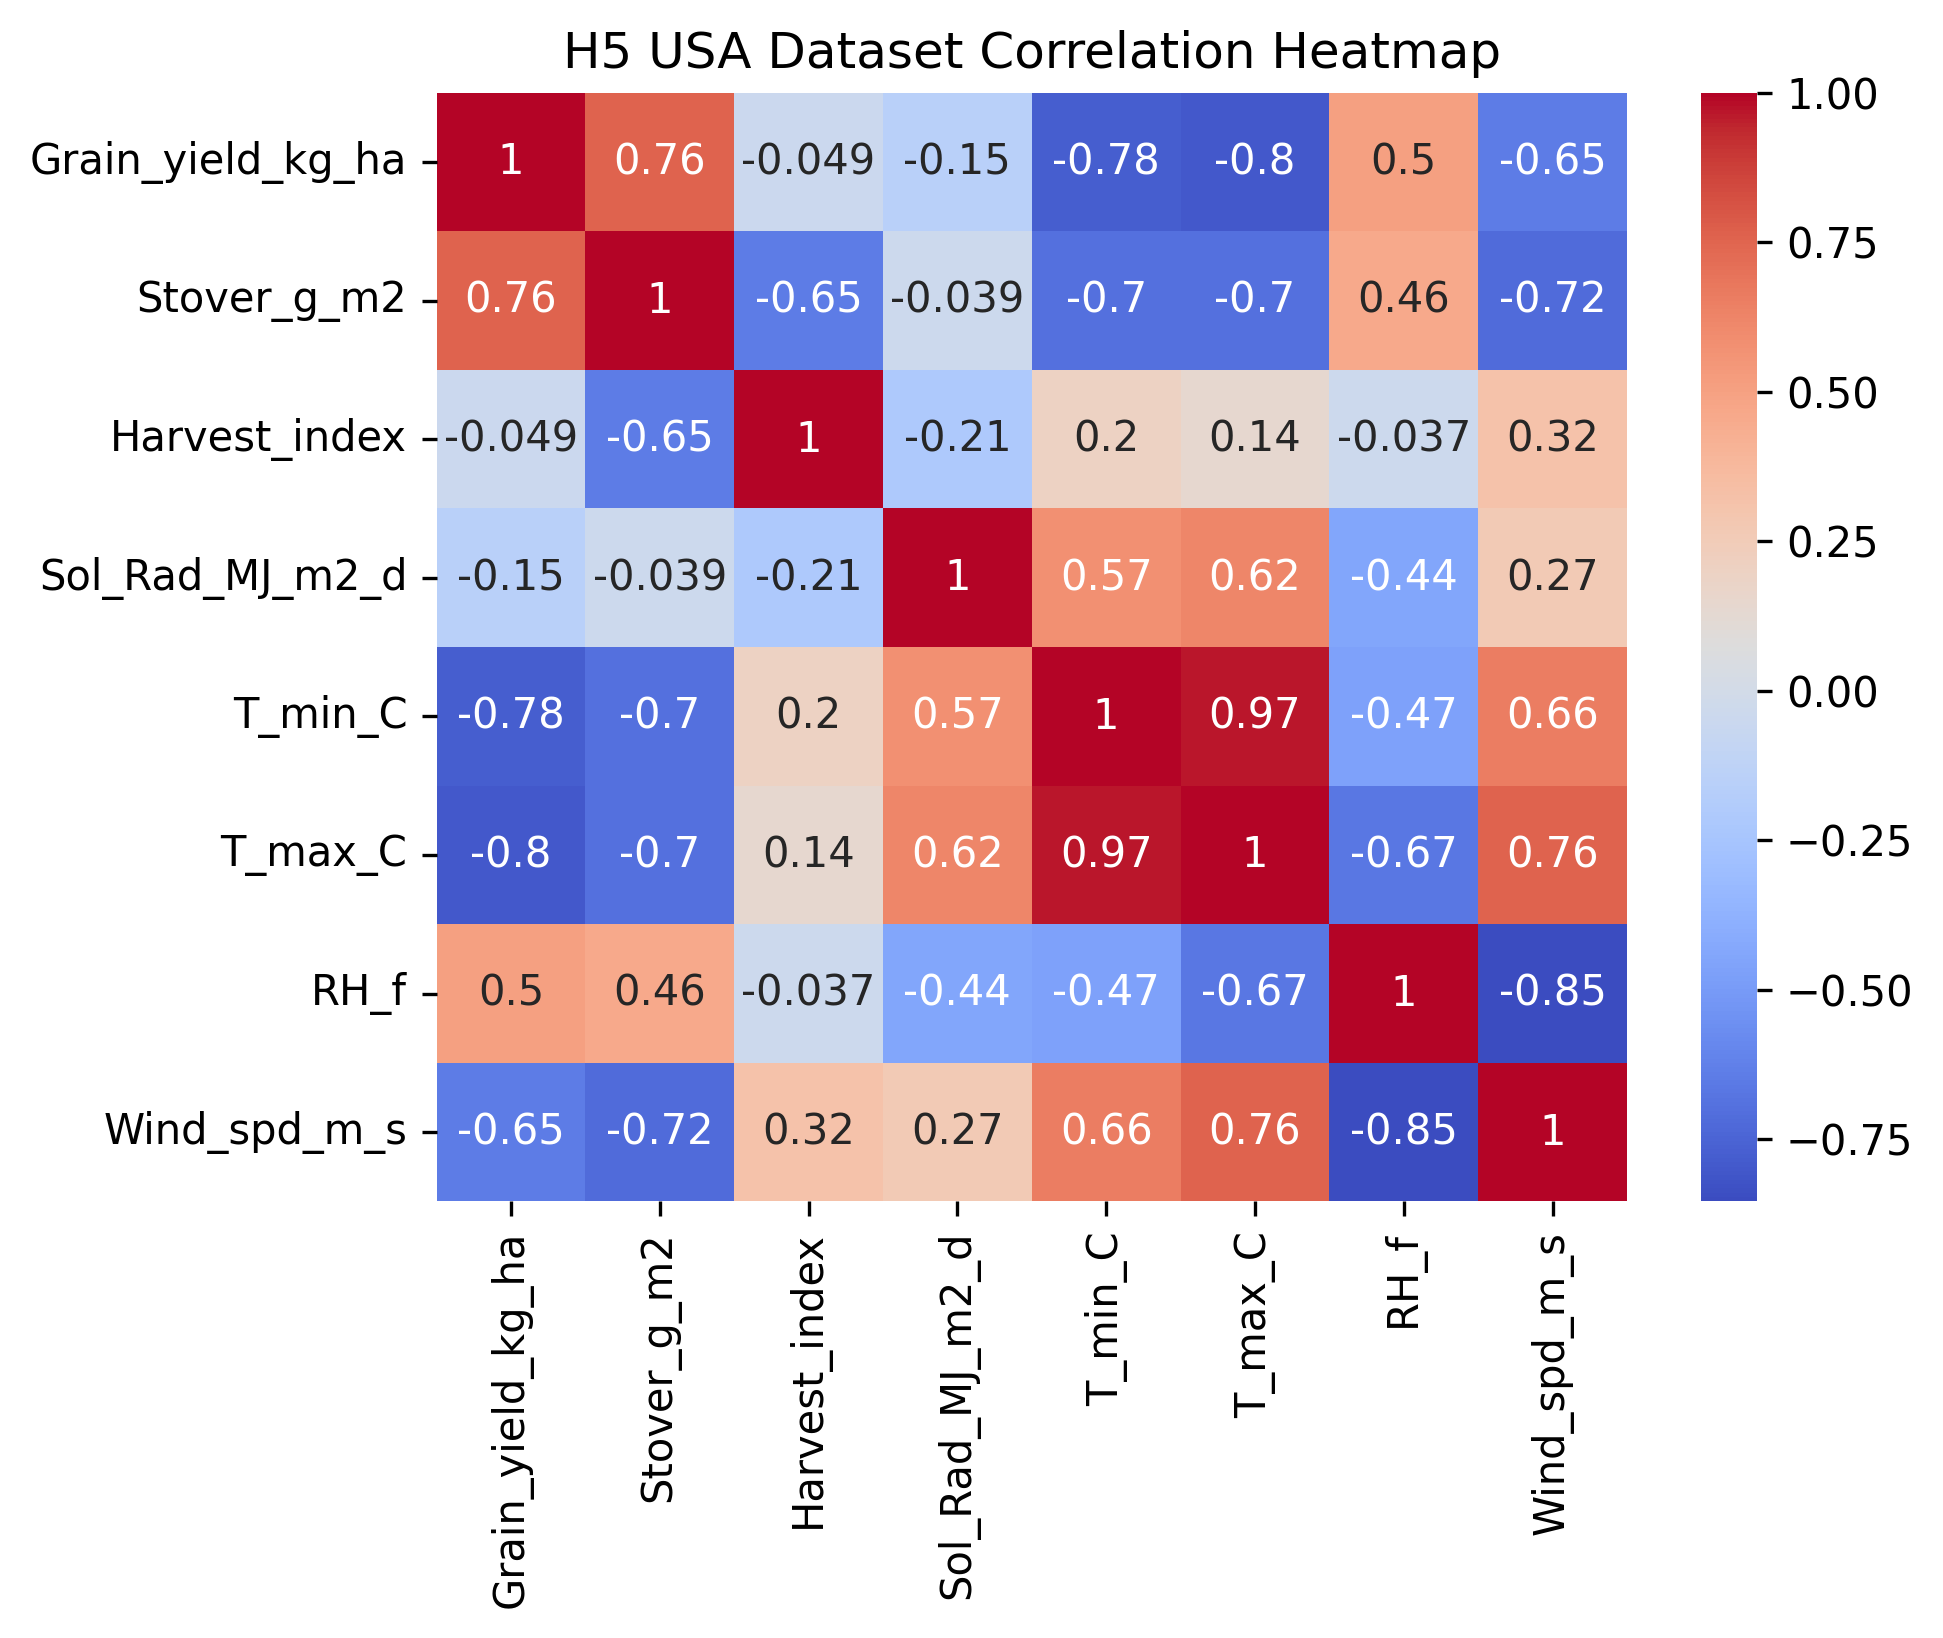 H5 USA Dataset Correlation Heatmap
Grain_yield_kg_ha 1 0.76 -0.049 -0.15 -0.78 -0.8 0.5 -0.65
Stover_g_m2 0.76 1 -0.65 -0.039 -0.7 -0.7 0.46 -0.72
Harvest_index -0.049 -0.65 1 -0.21 0.2 0.14 -0.037 0.32
Sol_Rad_MJ_m2_d -0.15 -0.039 -0.21 1 0.57 0.62 -0.44 0.27
T_min_C -0.78 -0.7 0.2 0.57 1 0.97 -0.47 0.66
T_max_C -0.8 -0.7 0.14 0.62 0.97 1 -0.67 0.76
RH_f 0.5 0.46 -0.037 -0.44 -0.47 -0.67 1 -0.85
Wind_spd_m_s -0.65 -0.72 0.32 0.27 0.66 0.76 -0.85 1
Grain_yield_kg_ha
Stover_g_m2
Harvest_index
Sol_Rad_MJ_m2_d
T_min_C
T_max_C
RH_f
Wind_spd_m_s
1.00
0.75
0.50
0.25
0.00
−0.25
−0.50
−0.75